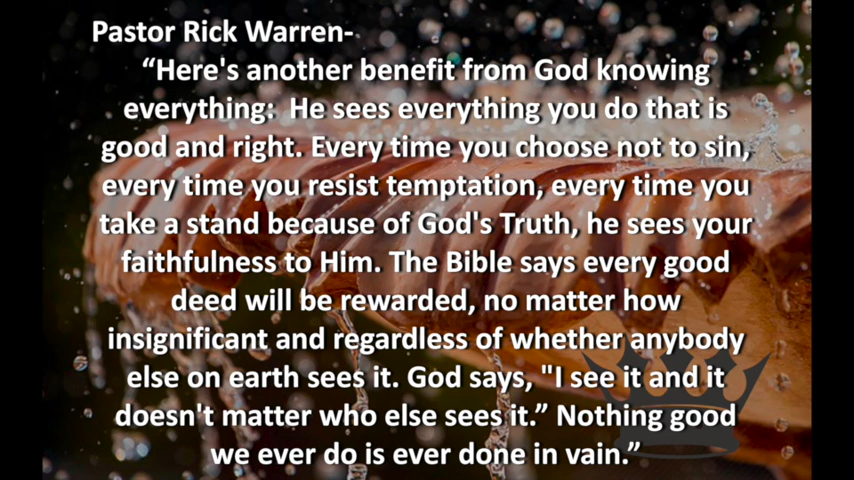 Pastor Rick Warren-
“Here's another benefit from God knowing
everything:  He sees everything you do that is
good and right. Every time you choose not to sin,
every time you resist temptation, every time you
take a stand because of God's Truth, he sees your
faithfulness to Him. The Bible says every good
deed will be rewarded, no matter how
insignificant and regardless of whether anybody
else on earth sees it. God says, "I see it and it
doesn't matter who else sees it.” Nothing good
we ever do is ever done in vain.”